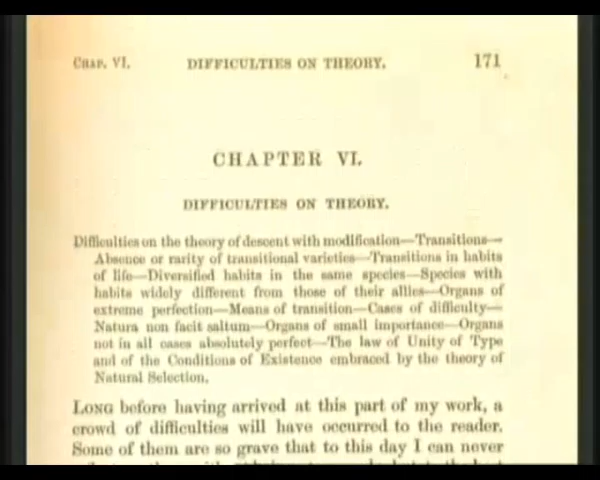 CHAP. VI. DIFFICULTIES ON THEORY. 171
CHAPTER VI.
DIFFICULTIES ON THEORY.
Difficulties on the theory of descent with modification—Transitions—
Absence or rarity of transitional varieties—Transitions in habits
of life—Diversified habits in the same species—Species with
habits widely different from those of their allies—Organs of
extreme perfection—Means of transition—Cases of difficulty—
Natura non facit saltum—Organs of small importance—Organs
not in all cases absolutely perfect—The law of Unity of Type
and of the Conditions of Existence embraced by the theory of
Natural Selection.
LONG before having arrived at this part of my work, a
crowd of difficulties will have occurred to the reader.
Some of them are so grave that to this day I can never